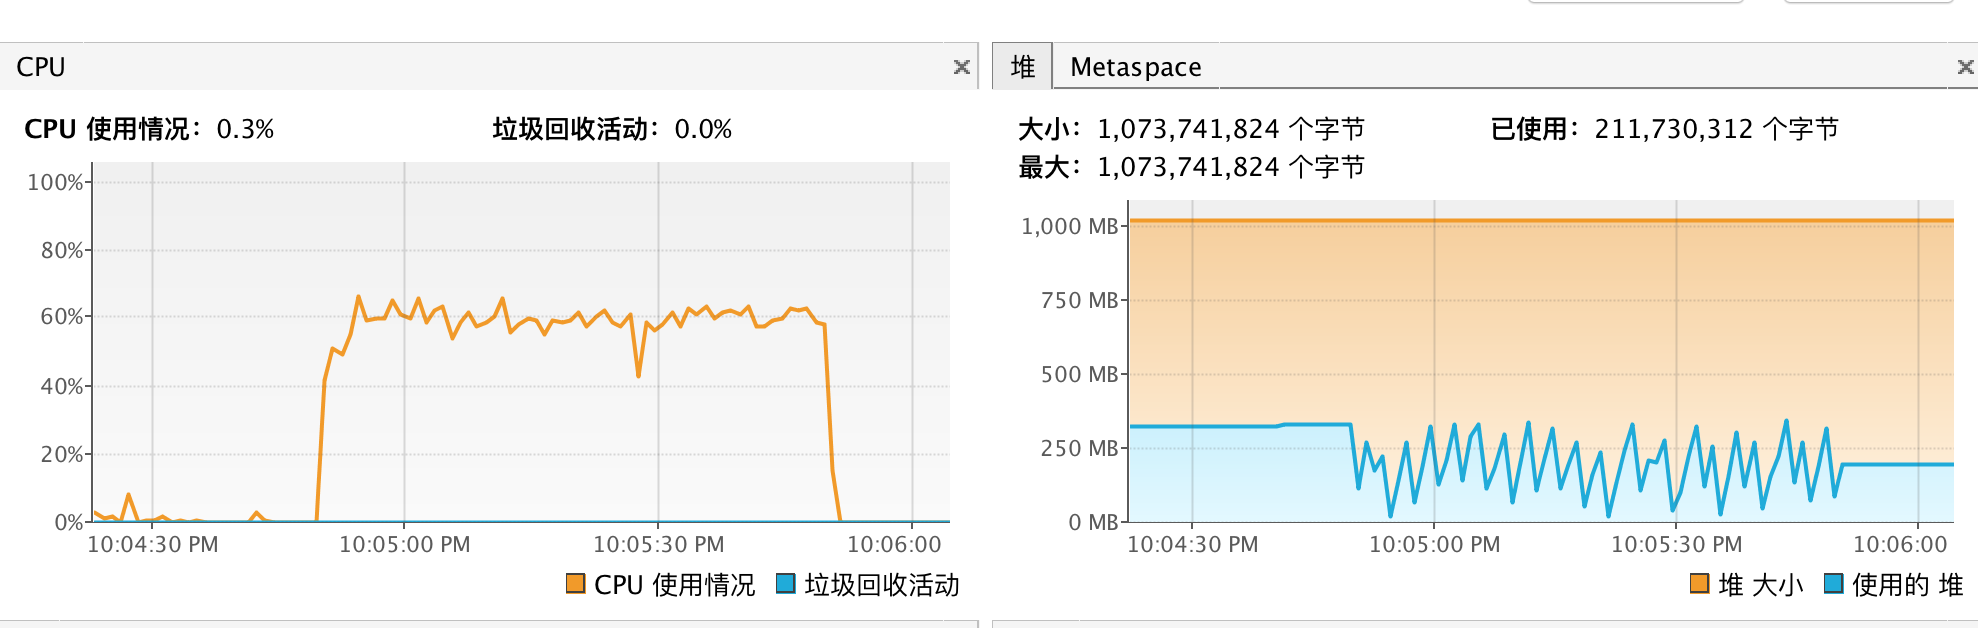 CPU
CPU 使用情况：0.3% 垃圾回收活动：0.0%
100%
80%
60%
40%
20%
0%
10:04:30 PM 10:05:00 PM 10:05:30 PM 10:06:00
CPU 使用情况 垃圾回收活动
堆 Metaspace
大小：1,073,741,824 个字节 已使用：211,730,312 个字节
最大：1,073,741,824 个字节
1,000 MB
750 MB
500 MB
250 MB
0 MB
10:04:30 PM 10:05:00 PM 10:05:30 PM 10:06:00
堆 大小 使用的 堆